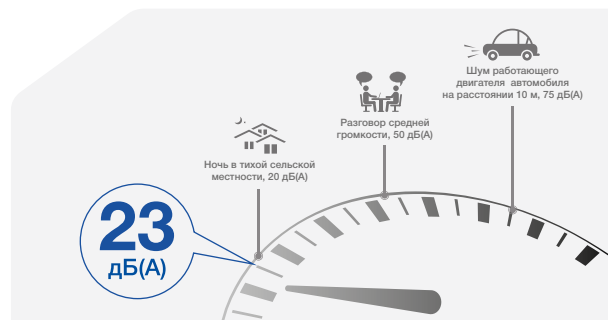 Шум работающего
двигателя автомобиля
на расстоянии 10 м, 75 дБ(А)
Разговор средней
громкости, 50 дБ(А)
Ночь в тихой сельской
местности, 20 дБ(А)
23
дБ(А)